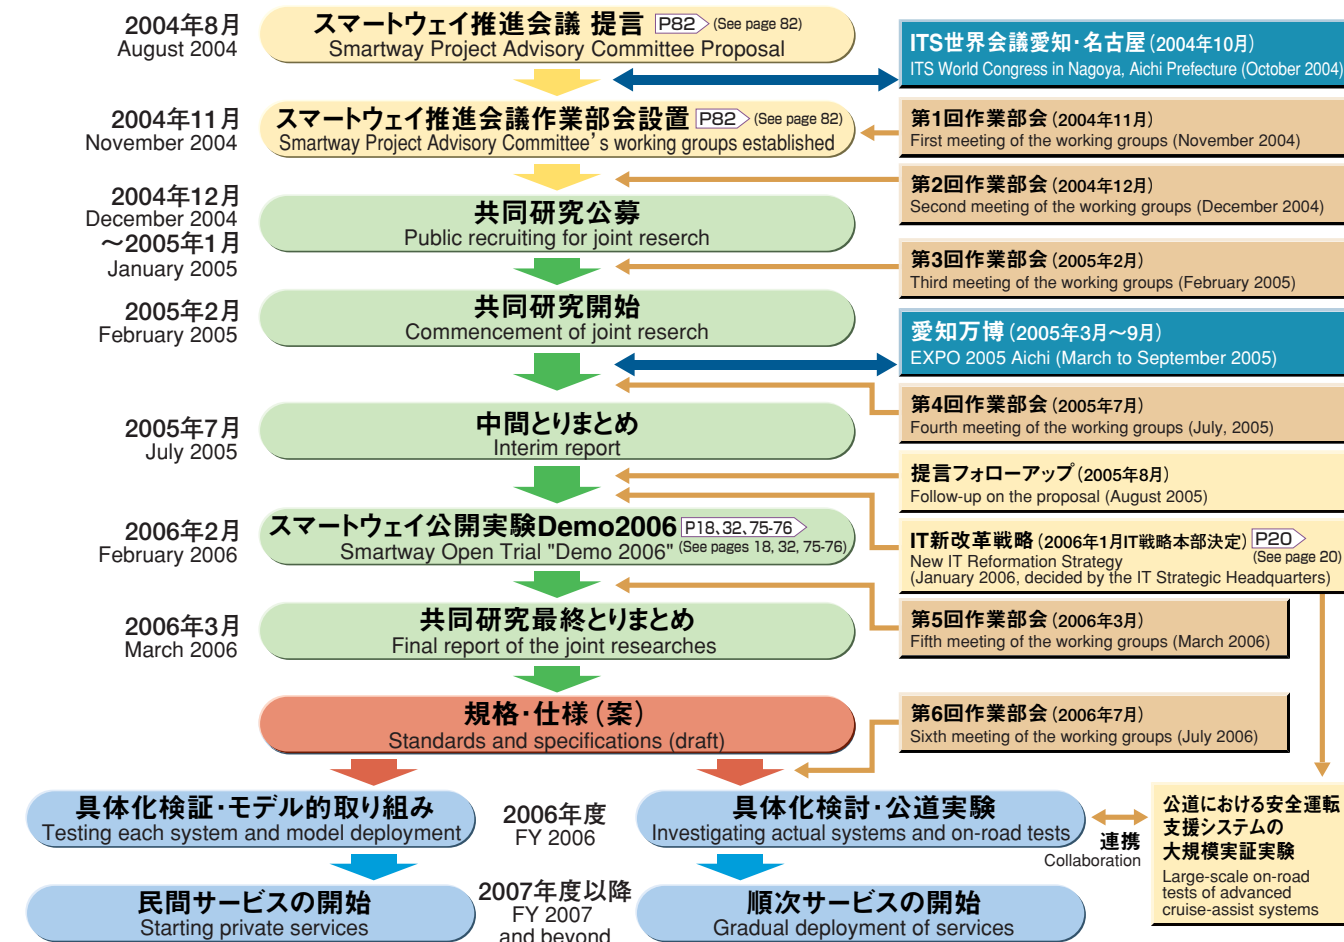 2004年8月
August 2004
スマートウェイ推進会議 提言 P82 (See page 82)
Smartway Project Advisory Committee Proposal
ITS世界会議愛知・名古屋(2004年10月)
ITS World Congress in Nagoya, Aichi Prefecture (October 2004)
2004年11月
November 2004
スマートウェイ推進会議作業部会設置 P82 (See page 82)
Smartway Project Advisory Committee's working groups established
第1回作業部会(2004年11月)
First meeting of the working groups (November 2004)
第2回作業部会(2004年12月)
Second meeting of the working groups (December 2004)
2004年12月
December 2004
～2005年1月
January 2005
共同研究公募
Public recruiting for joint reserch
第3回作業部会(2005年2月)
Third meeting of the working groups (February 2005)
2005年2月
February 2005
共同研究開始
Commencement of joint reserch
愛知万博(2005年3月～9月)
EXPO 2005 Aichi (March to September 2005)
第4回作業部会(2005年7月)
Fourth meeting of the working groups (July, 2005)
2005年7月
July 2005
中間とりまとめ
Interim report
提言フォローアップ(2005年8月)
Follow-up on the proposal (August 2005)
2006年2月
February 2006
スマートウェイ公開実験Demo2006 P18、32、75-76
Smartway Open Trial "Demo 2006" (See pages 18, 32, 75-76)
IT新改革戦略(2006年1月IT戦略本部決定) P20
New IT Reformation Strategy (See page 20)
(January 2006, decided by the IT Strategic Headquarters)
2006年3月
March 2006
共同研究最終とりまとめ
Final report of the joint researches
第5回作業部会(2006年3月)
Fifth meeting of the working groups (March 2006)
規格・仕様(案)
Standards and specifications (draft)
第6回作業部会(2006年7月)
Sixth meeting of the working groups (July 2006)
具体化検証・モデル的取り組み
Testing each system and model deployment
2006年度
FY 2006
具体化検討・公道実験
Investigating actual systems and on-road tests
連携
Collaboration
公道における安全運転
支援システムの
大規模実証実験
Large-scale on-road
tests of advanced
cruise-assist systems
民間サービスの開始
Starting private services
2007年度以降
FY 2007
and beyond
順次サービスの開始
Gradual deployment of services